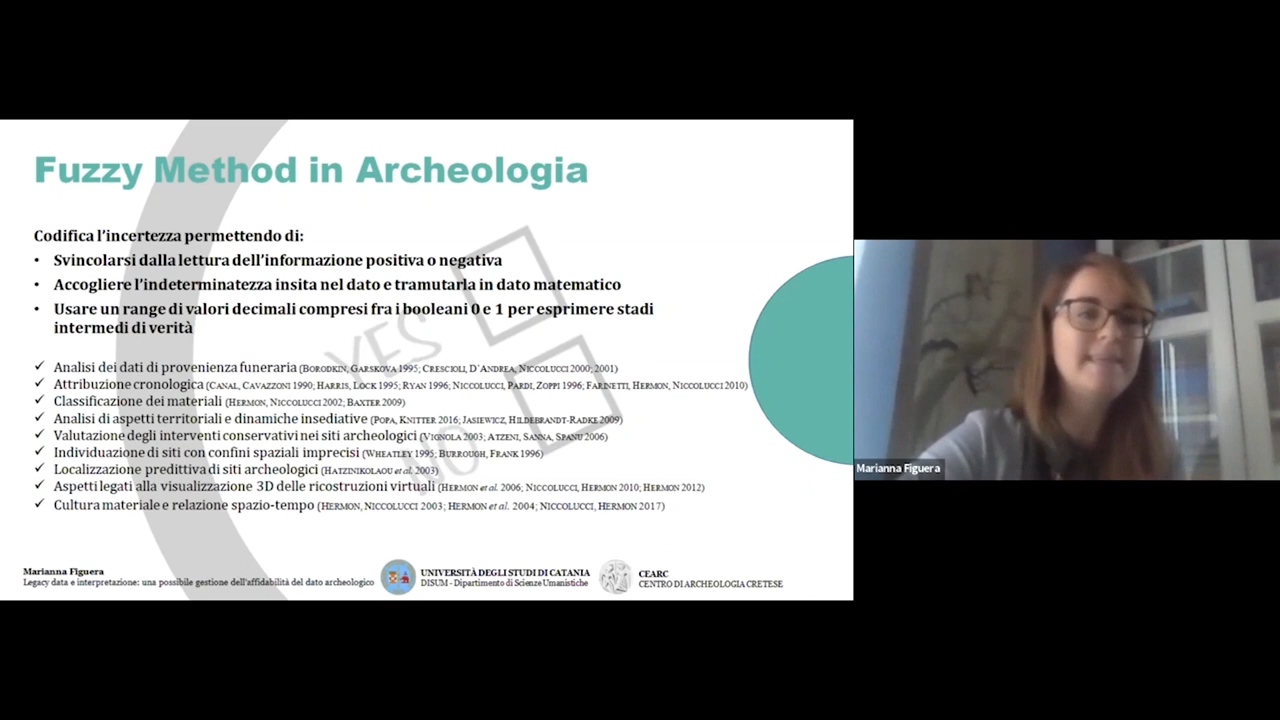 Fuzzy Method in Archeologia
Codifica l'incertezza permettendo di:
• Svincolarsi dalla lettura dell'informazione positiva o negativa
• Accogliere l'indeterminatezza insita nel dato e tramutarla in dato matematico
• Usare un range di valori decimali compresi fra i booleani 0 e 1 per esprimere stadi
intermedi di verità
YES
NO
✓ Analisi dei dati di provenienza funeraria (BORODKIN, GARSKOVA 1995; CRESCIOLI, D'ANDREA, NICCOLUCCI 2000; 2001)
✓ Attribuzione cronologica (CANAL, CAVAZZONI 1990; HARRIS, LOCK 1995; RYAN 1996; NICCOLUCCI, PARDI, ZOPPI 1996; FARINETTI, HERMON, NICCOLUCCI 2010)
✓ Classificazione dei materiali (HERMON, NICCOLUCCI 2002; BAXTER 2009)
✓ Analisi di aspetti territoriali e dinamiche insediative (POPA, KNITTER 2016; JASIEWICZ, HILDEBRANDT-RADKE 2009)
✓ Valutazione degli interventi conservativi nei siti archeologici (VIGNOLA 2003; ATZENI, SANNA, SPANU 2006)
✓ Individuazione di siti con confini spaziali imprecisi (WHEATLEY 1995; BURROUGH, FRANK 1996)
✓ Localizzazione predittiva di siti archeologici (HATZINIKOLAOU et al. 2003)
✓ Aspetti legati alla visualizzazione 3D delle ricostruzioni virtuali (HERMON et al. 2006; NICCOLUCCI, HERMON 2010; HERMON 2012)
✓ Cultura materiale e relazione spazio-tempo (HERMON, NICCOLUCCI 2003; HERMON et al. 2004; NICCOLUCCI, HERMON 2017)
Marianna Figuera
Legacy data e interpretazione: una possibile gestione dell'affidabilità del dato archeologico
UNIVERSITÀ DEGLI STUDI DI CATANIA
DISUM - Dipartimento di Scienze Umanistiche
CEARC
CENTRO DI ARCHEOLOGIA CRETESE
Marianna Figuera